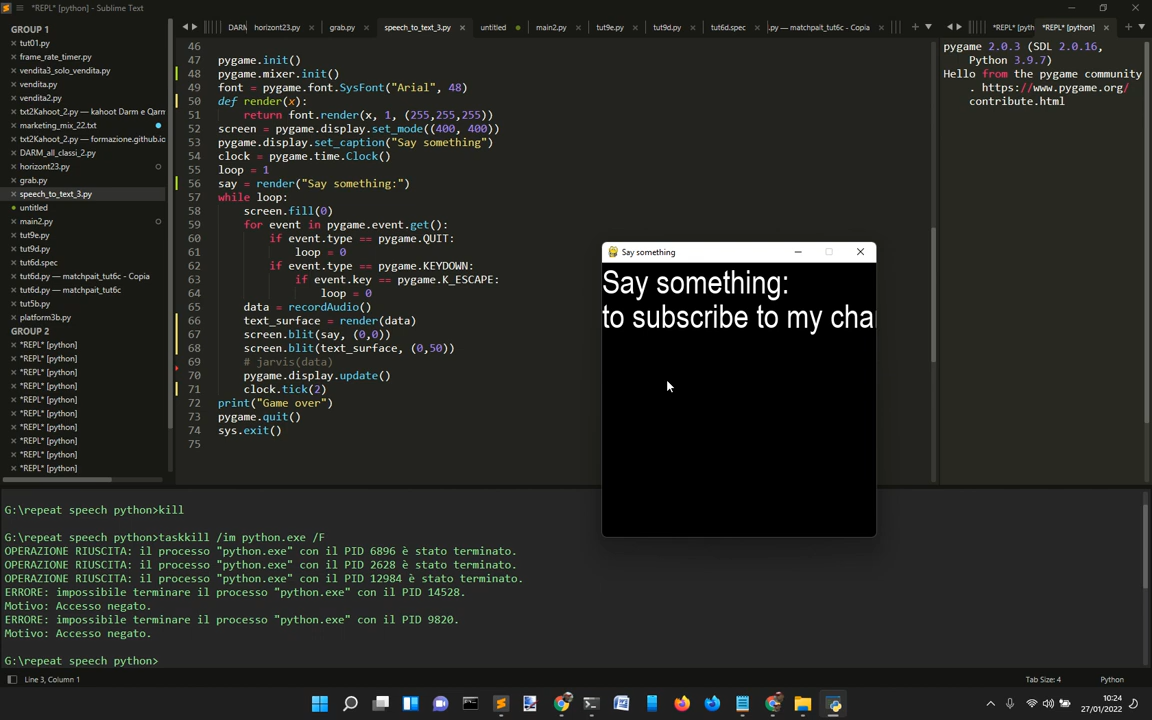 *REPL* [python] - Sublime Text
GROUP 1
tut01.py
frame_rate_timer.py
vendita3_solo_vendita.py
vendita.py
vendita2.py
txt2Kahoot_2.py — kahoot Darm e Qarm
marketing_mix_22.txt
txt2Kahoot_2.py — formazione.github.io
DARM_all_classi_2.py
horizont23.py
grab.py
speech_to_text_3.py
untitled
main2.py
tut9e.py
tut9d.py
tut6d.spec
tut6d.py — matchpait_tut6c - Copia
tut6d.py — matchpait_tut6c
tut5b.py
platform3b.py
GROUP 2
*REPL* [python]
*REPL* [python]
*REPL* [python]
*REPL* [python]
*REPL* [python]
*REPL* [python]
*REPL* [python]
*REPL* [python]
*REPL* [python]
*REPL* [python]
DARM horizont23.py grab.py speech_to_text_3.py untitled main2.py tut9e.py tut9d.py tut6d.spec .py — matchpait_tut6c - Copia
46
47 pygame.init()
48 pygame.mixer.init()
49 font = pygame.font.SysFont("Arial", 48)
50 def render(x):
51 return font.render(x, 1, (255,255,255))
52 screen = pygame.display.set_mode((400, 400))
53 pygame.display.set_caption("Say something")
54 clock = pygame.time.Clock()
55 loop = 1
56 say = render("Say something:")
57 while loop:
58 screen.fill(0)
59 for event in pygame.event.get():
60 if event.type == pygame.QUIT:
61 loop = 0
62 if event.type == pygame.KEYDOWN:
63 if event.key == pygame.K_ESCAPE:
64 loop = 0
65 data = recordAudio()
66 text_surface = render(data)
67 screen.blit(say, (0,0))
68 screen.blit(text_surface, (0,50))
69 # jarvis(data)
70 pygame.display.update()
71 clock.tick(2)
72 print("Game over")
73 pygame.quit()
74 sys.exit()
75
Say something
Say something:
to subscribe to my cha
*REPL* [pyth *REPL* [python]
pygame 2.0.3 (SDL 2.0.16,
Python 3.9.7)
Hello from the pygame community
. https://www.pygame.org/
contribute.html
G:\repeat speech python>kill
G:\repeat speech python>taskkill /im python.exe /F
OPERAZIONE RIUSCITA: il processo "python.exe" con il PID 6896 è stato terminato.
OPERAZIONE RIUSCITA: il processo "python.exe" con il PID 2628 è stato terminato.
OPERAZIONE RIUSCITA: il processo "python.exe" con il PID 12984 è stato terminato.
ERRORE: impossibile terminare il processo "python.exe" con il PID 14528.
Motivo: Accesso negato.
ERRORE: impossibile terminare il processo "python.exe" con il PID 9820.
Motivo: Accesso negato.
G:\repeat speech python>
Line 3, Column 1 Tab Size: 4 Python
10:24
27/01/2022